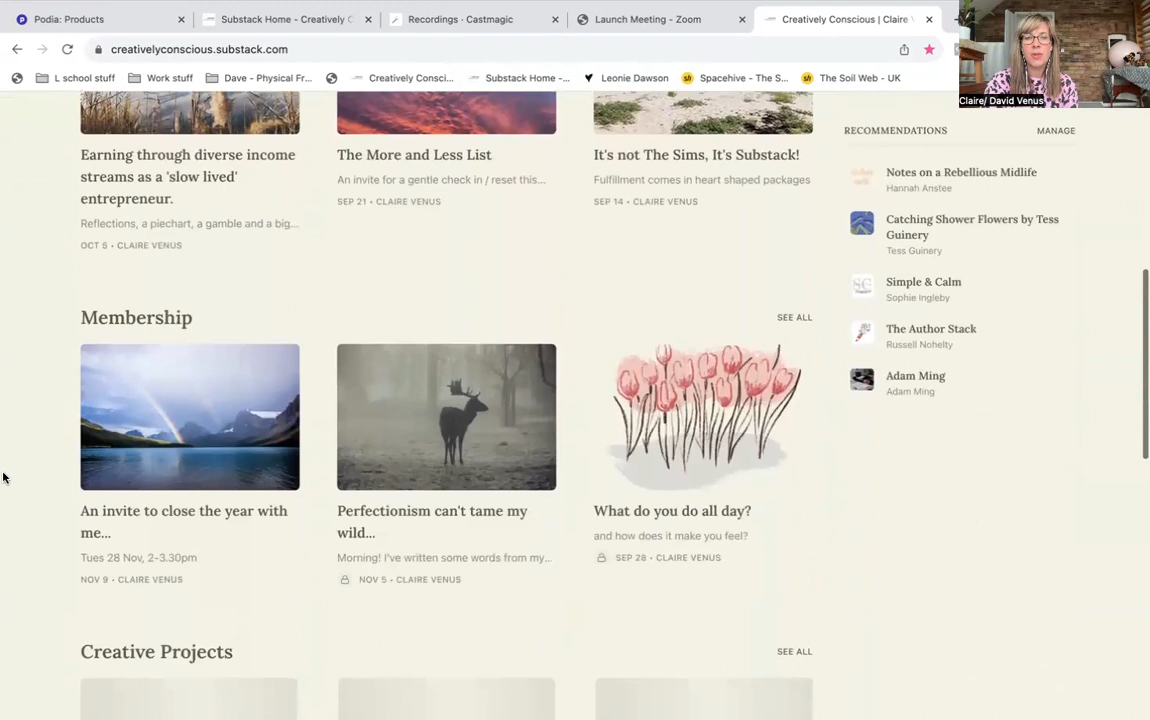 Podia: Products
Substack Home - Creatively C
Recordings · Castmagic
Launch Meeting - Zoom
Creatively Conscious | Claire V
creativelyconscious.substack.com
L school stuff
Work stuff
Dave - Physical Fr...
Creatively Consci...
Substack Home -...
Leonie Dawson
Spacehive - The S...
The Soil Web - UK
Claire/ David Venus
Earning through diverse income
streams as a 'slow lived'
entrepreneur.
Reflections, a piechart, a gamble and a big...
OCT 5 • CLAIRE VENUS
The More and Less List
An invite for a gentle check in / reset this...
SEP 21 • CLAIRE VENUS
It's not The Sims, It's Substack!
Fulfillment comes in heart shaped packages
SEP 14 • CLAIRE VENUS
RECOMMENDATIONS
MANAGE
Notes on a Rebellious Midlife
Hannah Anstee
Catching Shower Flowers by Tess
Guinery
Tess Guinery
Simple & Calm
Sophie Ingleby
The Author Stack
Russell Nohelty
Adam Ming
Adam Ming
Membership
SEE ALL
An invite to close the year with
me...
Tues 28 Nov, 2-3.30pm
NOV 9 • CLAIRE VENUS
Perfectionism can't tame my
wild...
Morning! I've written some words from my...
NOV 5 • CLAIRE VENUS
What do you do all day?
and how does it make you feel?
SEP 28 • CLAIRE VENUS
Creative Projects
SEE ALL